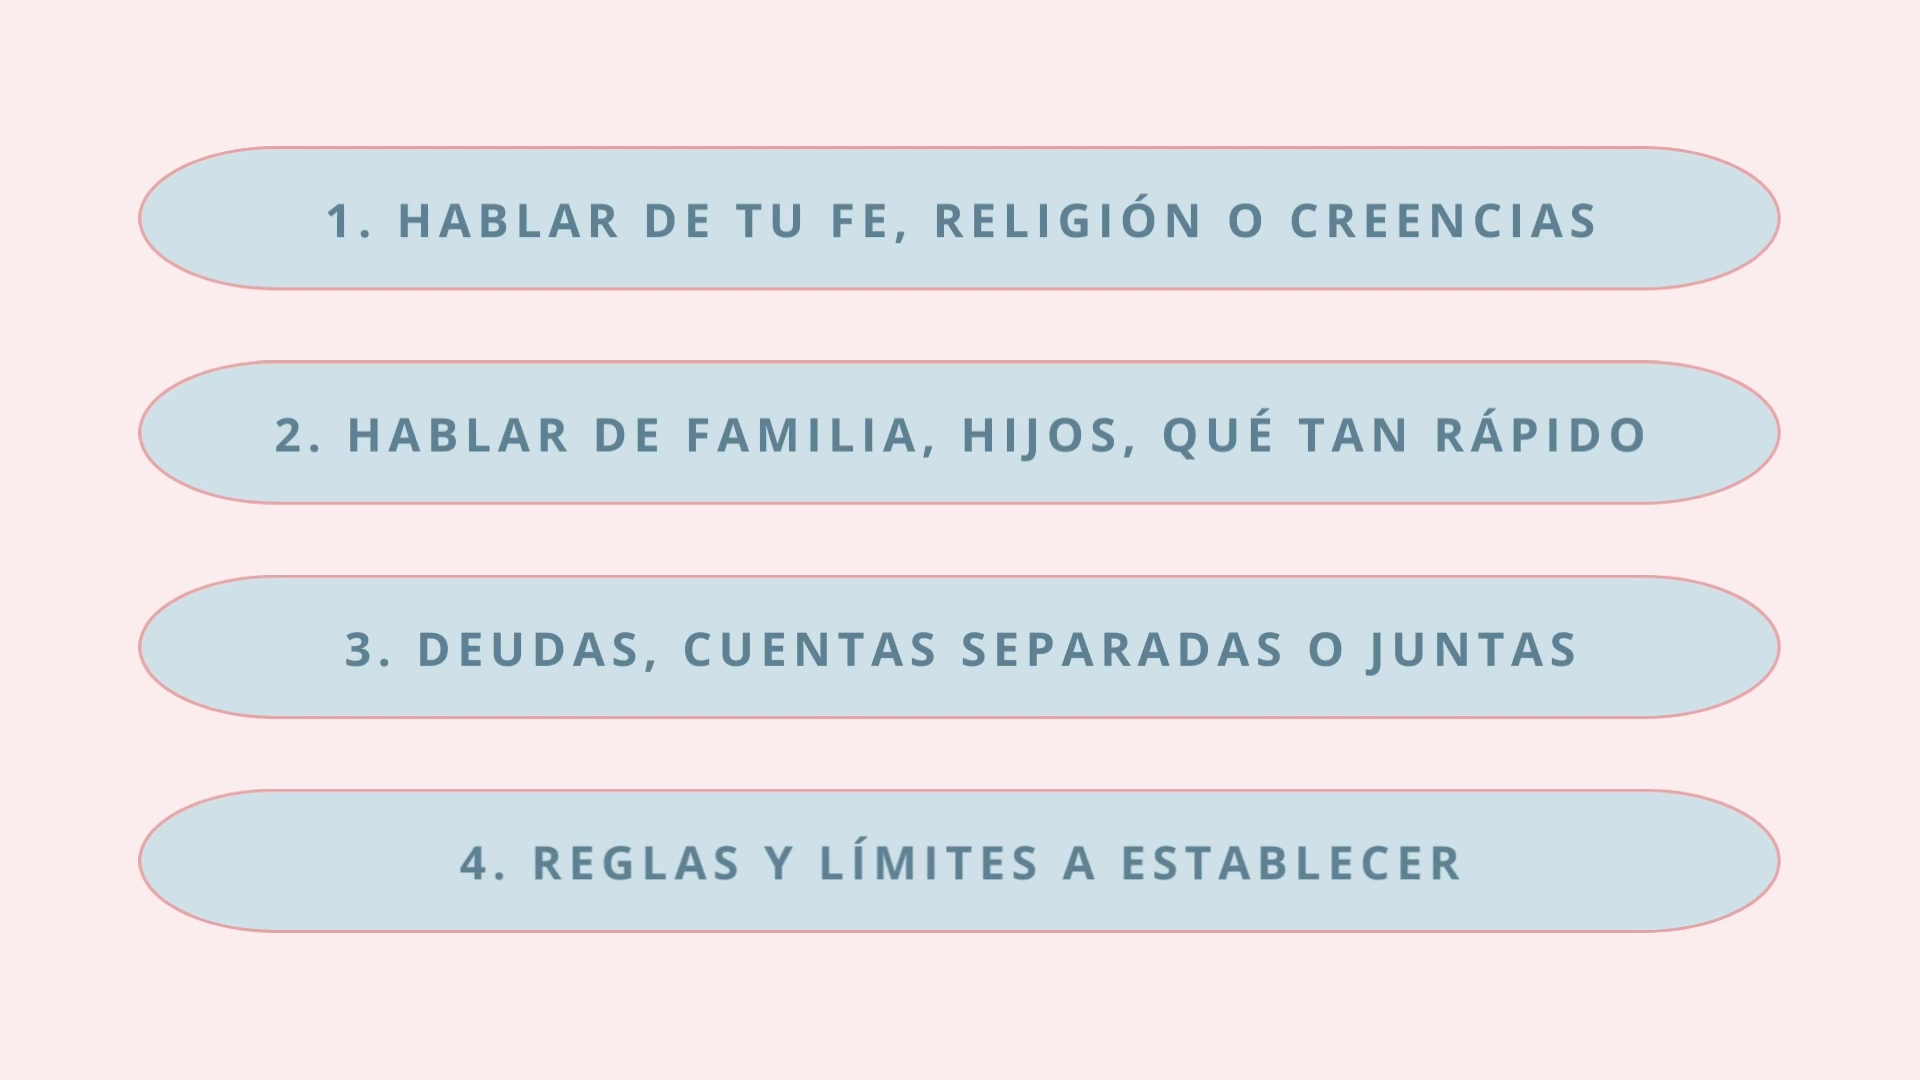 1. HABLAR DE TU FE, RELIGIÓN O CREENCIAS
2. HABLAR DE FAMILIA, HIJOS, QUÉ TAN RÁPIDO
3. DEUDAS, CUENTAS SEPARADAS O JUNTAS
4. REGLAS Y LÍMITES A ESTABLECER